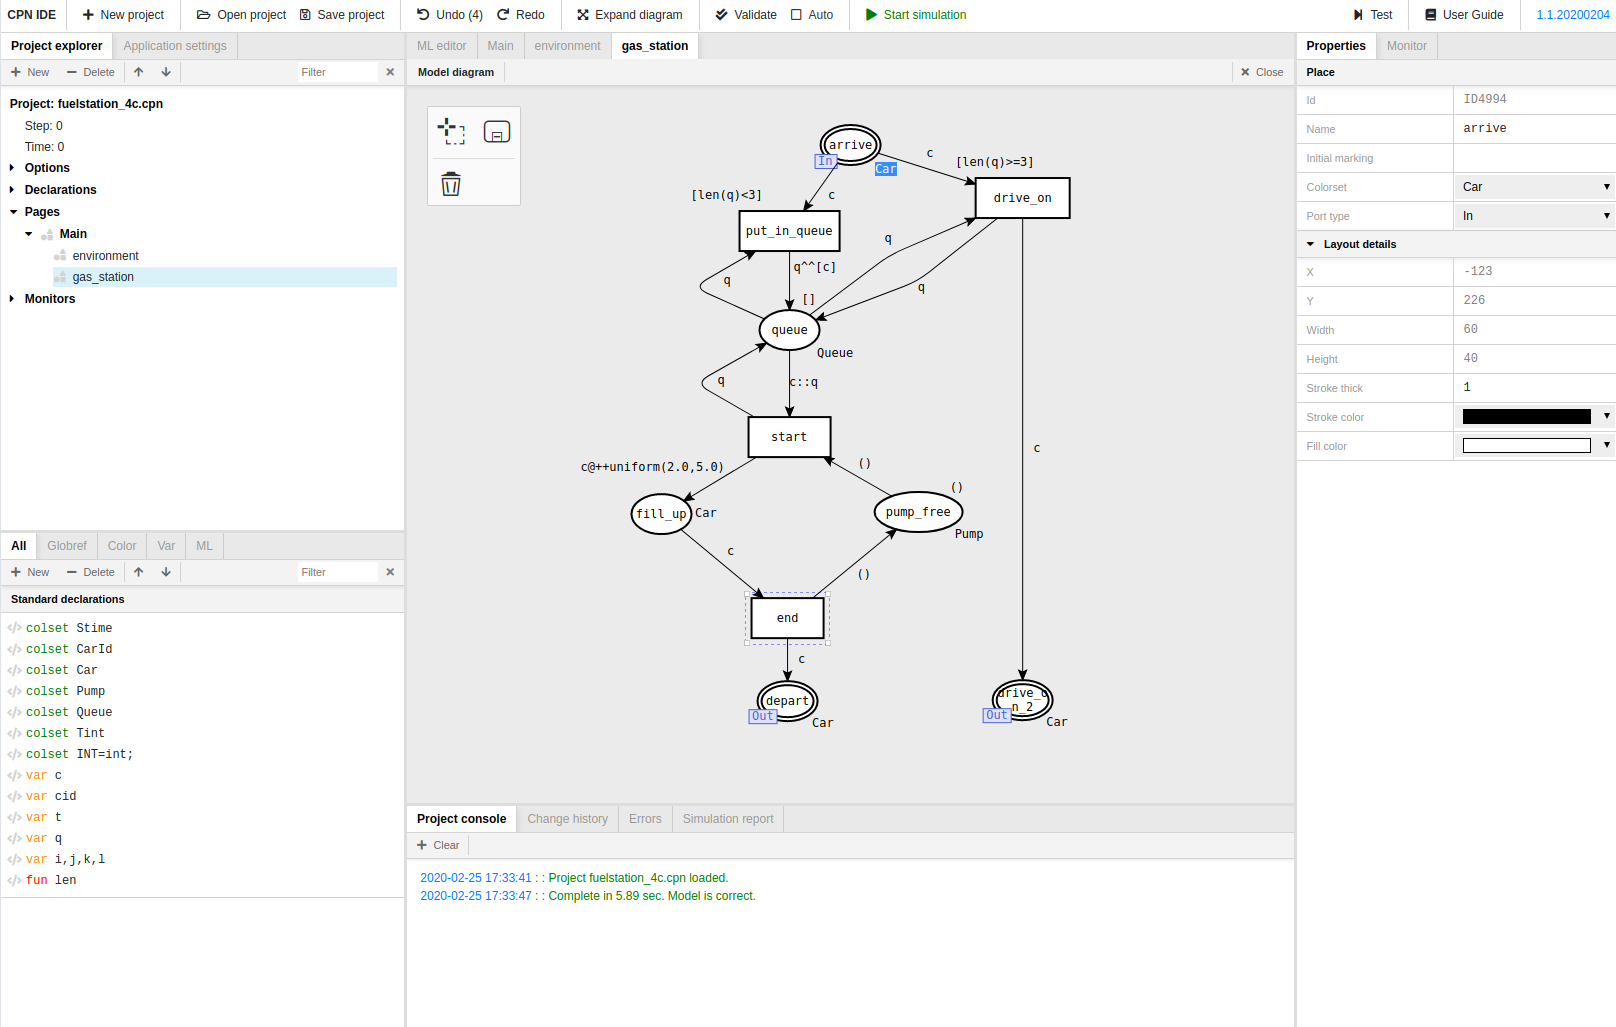 CPN IDE New project Open project Save project Undo (4) Redo Expand diagram Validate Auto Start simulation Test User Guide 1.1.20200204
Project explorer Application settings
New Delete Filter
Project: fuelstation_4c.cpn
Step: 0
Time: 0
Options
Declarations
Pages
Main
environment
gas_station
Monitors
All Globref Color Var ML
New Delete Filter
Standard declarations
colset Stime
colset CarId
colset Car
colset Pump
colset Queue
colset Tint
colset INT=int;
var c
var cid
var t
var q
var i,j,k,l
fun len
ML editor Main environment gas_station
Model diagram Close
arrive
In
Car
c
[len(q)>=3]
drive_on
[len(q)<3]
c
put_in_queue
q
q^^[c]
q
q
[]
queue
Queue
q
c::q
start
c
c@++uniform(2.0,5.0)
()
()
fill_up
Car
pump_free
Pump
c
()
end
c
depart
Out
Car
drive_o
n_2
Out
Car
Project console Change history Errors Simulation report
Clear
2020-02-25 17:33:41 : : Project fuelstation_4c.cpn loaded.
2020-02-25 17:33:47 : : Complete in 5.89 sec. Model is correct.
Properties Monitor
Place
Id ID4994
Name arrive
Initial marking
Colorset Car
Port type In
Layout details
X -123
Y 226
Width 60
Height 40
Stroke thick 1
Stroke color
Fill color